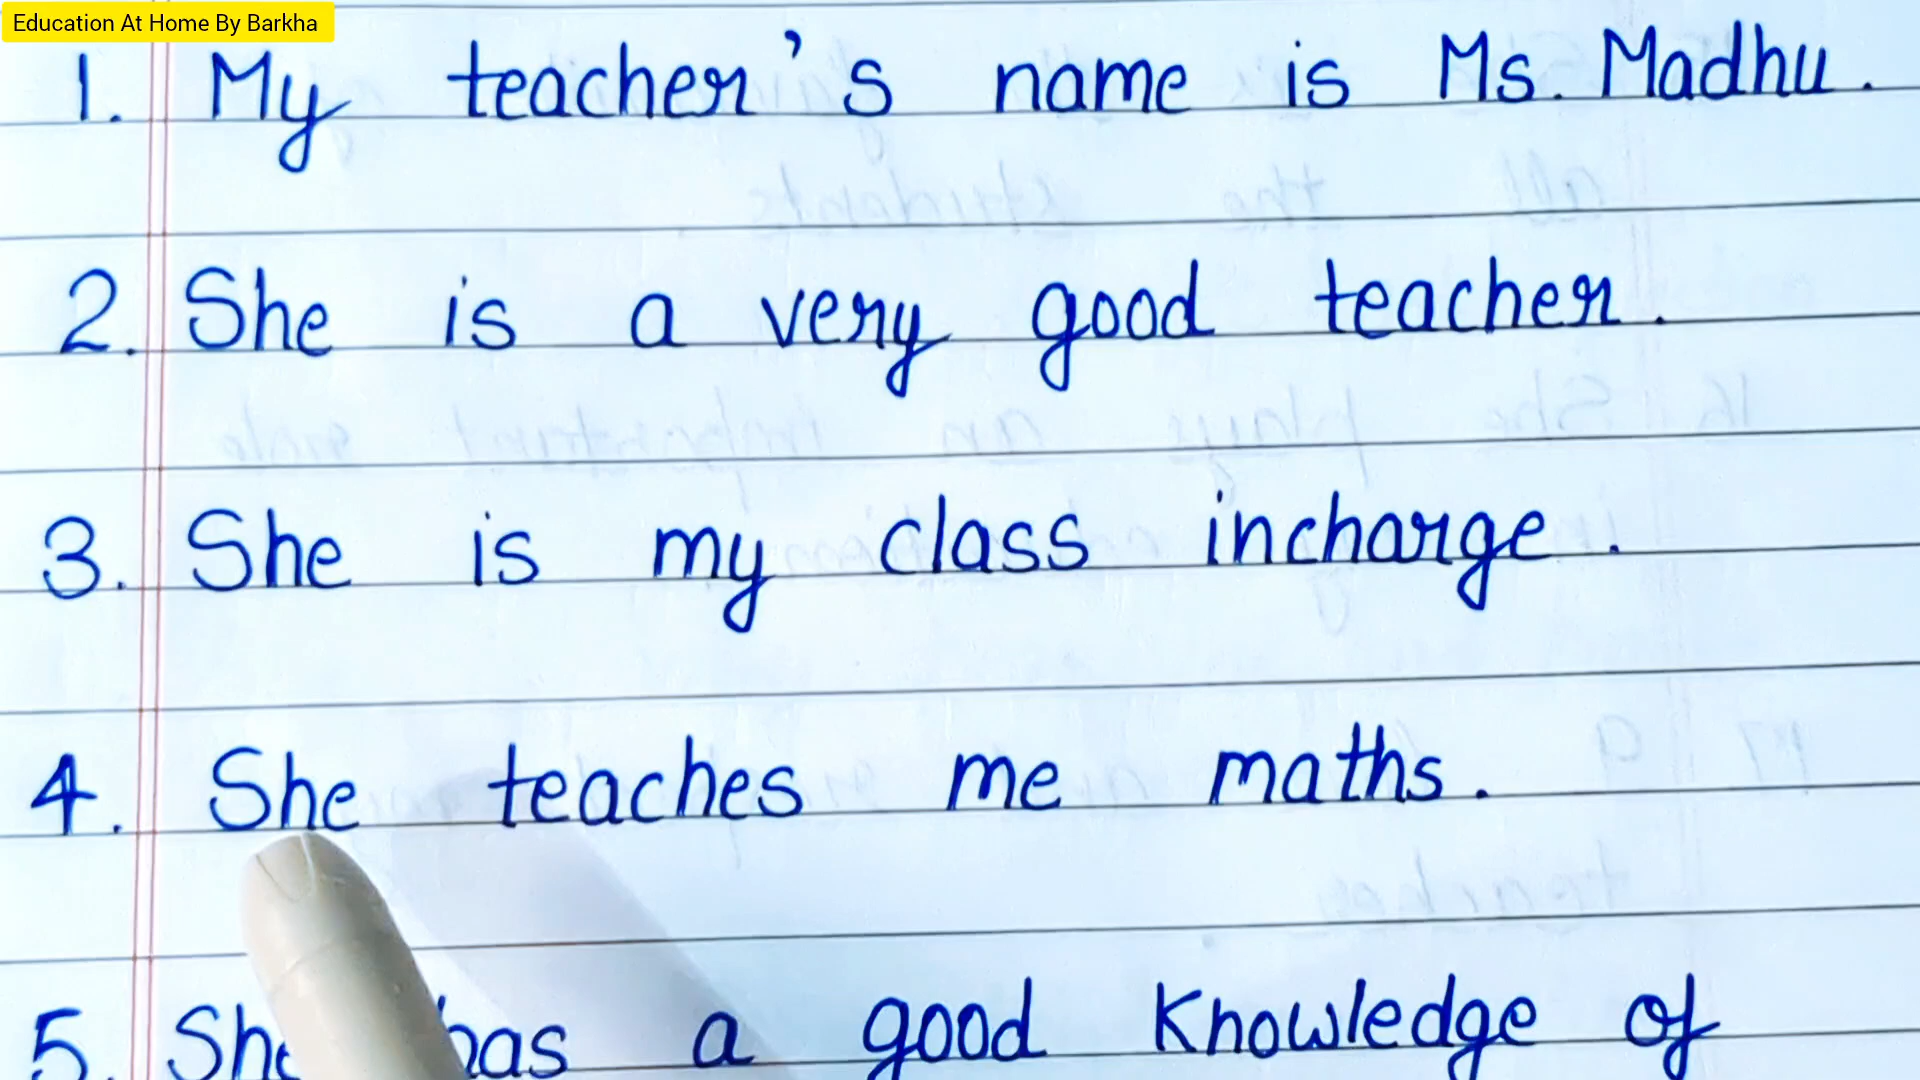 Education At Home By Barkha
1. My teacher's name is Ms. Madhu.
2. She is a very good teacher.
3. She is my class incharge.
4. She teaches me maths.
5. She has a good Knowledge of